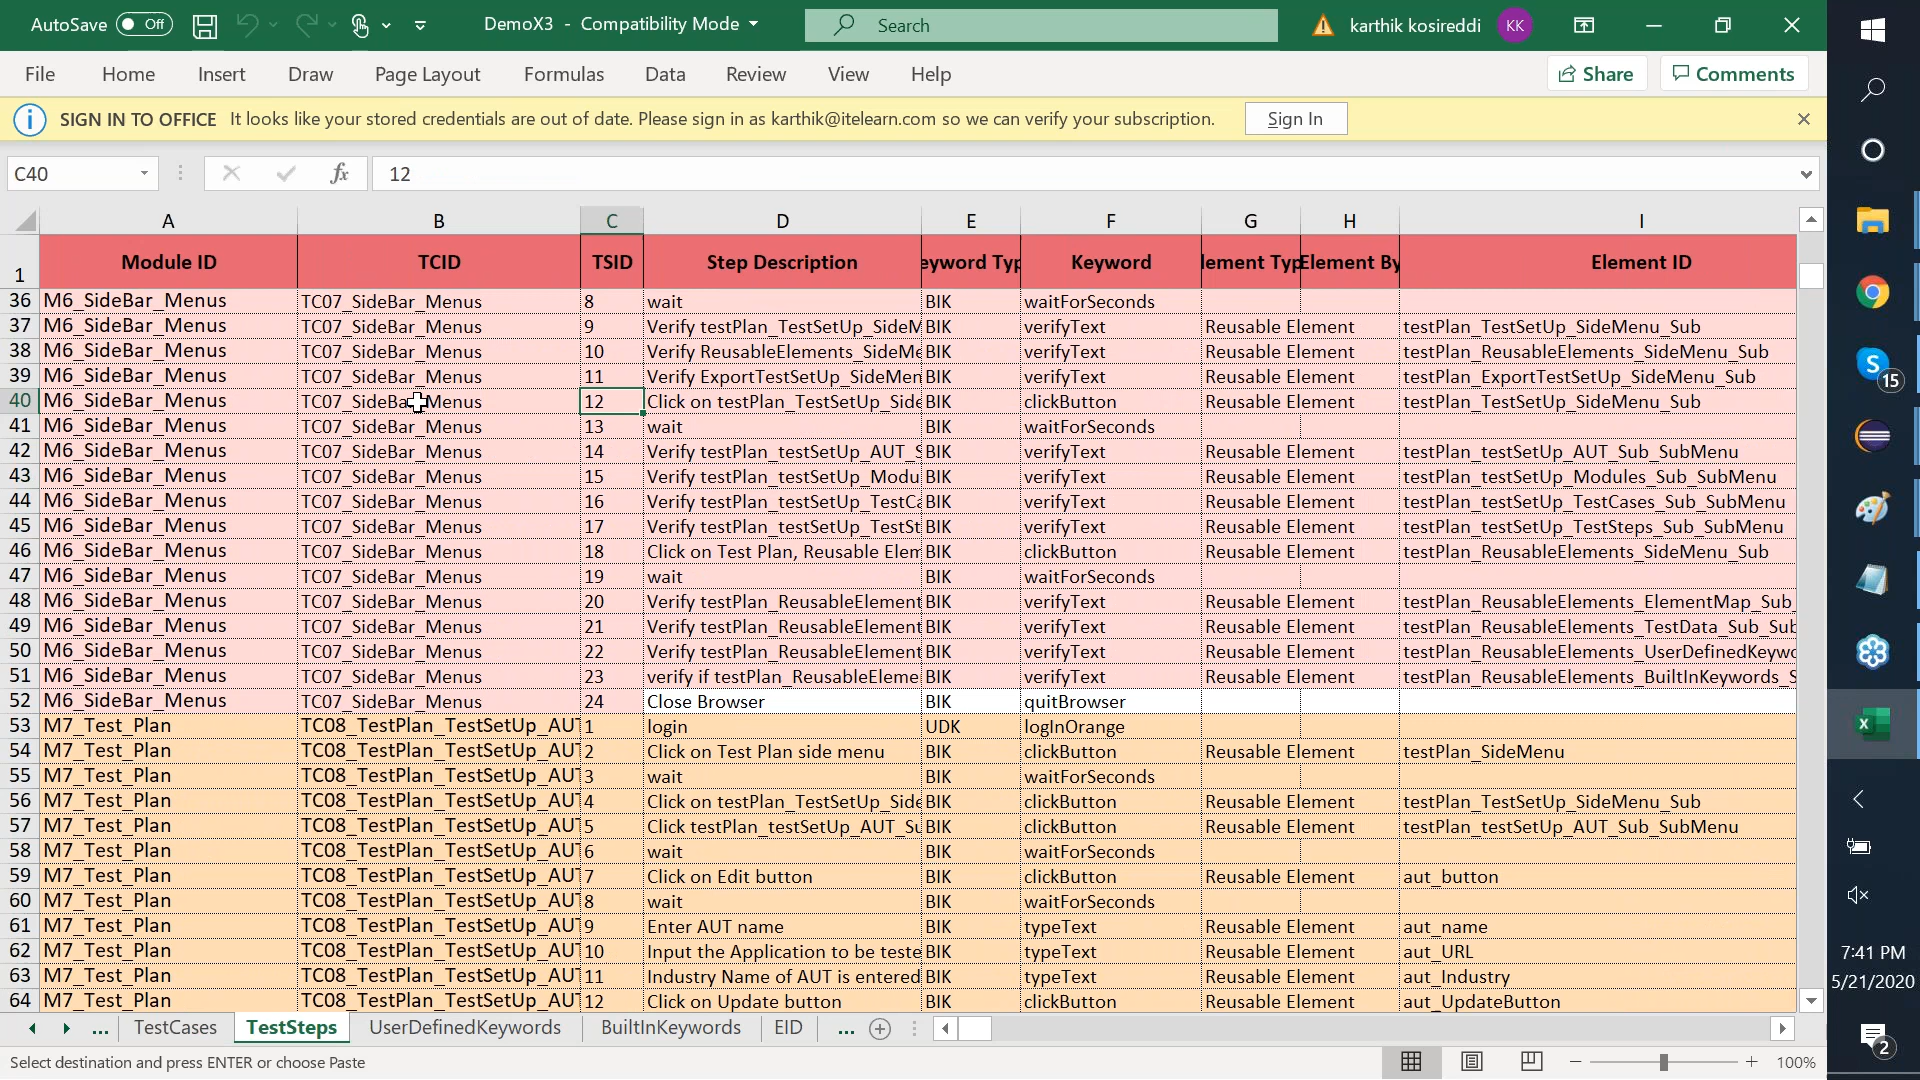 AutoSave Off DemoX3 - Compatibility Mode Search karthik kosireddi KK
File Home Insert Draw Page Layout Formulas Data Review View Help Share Comments
SIGN IN TO OFFICE It looks like your stored credentials are out of date. Please sign in as karthik@itelearn.com so we can verify your subscription. Sign In
C40 fx 12
A B C D E F G H I
1 Module ID TCID TSID Step Description eyword Typ Keyword lement Typ Element By Element ID
36 M6_SideBar_Menus TC07_SideBar_Menus 8 wait BIK waitForSeconds
37 M6_SideBar_Menus TC07_SideBar_Menus 9 Verify testPlan_TestSetUp_SideM BIK verifyText Reusable Element testPlan_TestSetUp_SideMenu_Sub
38 M6_SideBar_Menus TC07_SideBar_Menus 10 Verify ReusableElements_SideMe BIK verifyText Reusable Element testPlan_ReusableElements_SideMenu_Sub
39 M6_SideBar_Menus TC07_SideBar_Menus 11 Verify ExportTestSetUp_SideMen BIK verifyText Reusable Element testPlan_ExportTestSetUp_SideMenu_Sub
40 M6_SideBar_Menus TC07_SideBar_Menus 12 Click on testPlan_TestSetUp_Side BIK clickButton Reusable Element testPlan_TestSetUp_SideMenu_Sub
41 M6_SideBar_Menus TC07_SideBar_Menus 13 wait BIK waitForSeconds
42 M6_SideBar_Menus TC07_SideBar_Menus 14 Verify testPlan_testSetUp_AUT_S BIK verifyText Reusable Element testPlan_testSetUp_AUT_Sub_SubMenu
43 M6_SideBar_Menus TC07_SideBar_Menus 15 Verify testPlan_testSetUp_Modu BIK verifyText Reusable Element testPlan_testSetUp_Modules_Sub_SubMenu
44 M6_SideBar_Menus TC07_SideBar_Menus 16 Verify testPlan_testSetUp_TestCa BIK verifyText Reusable Element testPlan_testSetUp_TestCases_Sub_SubMenu
45 M6_SideBar_Menus TC07_SideBar_Menus 17 Verify testPlan_testSetUp_TestSt BIK verifyText Reusable Element testPlan_testSetUp_TestSteps_Sub_SubMenu
46 M6_SideBar_Menus TC07_SideBar_Menus 18 Click on Test Plan, Reusable Elem BIK clickButton Reusable Element testPlan_ReusableElements_SideMenu_Sub
47 M6_SideBar_Menus TC07_SideBar_Menus 19 wait BIK waitForSeconds
48 M6_SideBar_Menus TC07_SideBar_Menus 20 Verify testPlan_ReusableElement BIK verifyText Reusable Element testPlan_ReusableElements_ElementMap_Sub_
49 M6_SideBar_Menus TC07_SideBar_Menus 21 Verify testPlan_ReusableElement BIK verifyText Reusable Element testPlan_ReusableElements_TestData_Sub_Sub
50 M6_SideBar_Menus TC07_SideBar_Menus 22 Verify testPlan_ReusableElement BIK verifyText Reusable Element testPlan_ReusableElements_UserDefinedKeywo
51 M6_SideBar_Menus TC07_SideBar_Menus 23 verify if testPlan_ReusableEleme BIK verifyText Reusable Element testPlan_ReusableElements_BuiltInKeywords_S
52 M6_SideBar_Menus TC07_SideBar_Menus 24 Close Browser BIK quitBrowser
53 M7_Test_Plan TC08_TestPlan_TestSetUp_AUT 1 login UDK logInOrange
54 M7_Test_Plan TC08_TestPlan_TestSetUp_AUT 2 Click on Test Plan side menu BIK clickButton Reusable Element testPlan_SideMenu
55 M7_Test_Plan TC08_TestPlan_TestSetUp_AUT 3 wait BIK waitForSeconds
56 M7_Test_Plan TC08_TestPlan_TestSetUp_AUT 4 Click on testPlan_TestSetUp_Side BIK clickButton Reusable Element testPlan_TestSetUp_SideMenu_Sub
57 M7_Test_Plan TC08_TestPlan_TestSetUp_AUT 5 Click testPlan_testSetUp_AUT_Su BIK clickButton Reusable Element testPlan_testSetUp_AUT_Sub_SubMenu
58 M7_Test_Plan TC08_TestPlan_TestSetUp_AUT 6 wait BIK waitForSeconds
59 M7_Test_Plan TC08_TestPlan_TestSetUp_AUT 7 Click on Edit button BIK clickButton Reusable Element aut_button
60 M7_Test_Plan TC08_TestPlan_TestSetUp_AUT 8 wait BIK waitForSeconds
61 M7_Test_Plan TC08_TestPlan_TestSetUp_AUT 9 Enter AUT name BIK typeText Reusable Element aut_name
62 M7_Test_Plan TC08_TestPlan_TestSetUp_AUT 10 Input the Application to be teste BIK typeText Reusable Element aut_URL
63 M7_Test_Plan TC08_TestPlan_TestSetUp_AUT 11 Industry Name of AUT is entered BIK typeText Reusable Element aut_Industry
64 M7_Test_Plan TC08_TestPlan_TestSetUp_AUT 12 Click on Update button BIK clickButton Reusable Element aut_UpdateButton
... TestCases TestSteps UserDefinedKeywords BuiltInKeywords EID ...
Select destination and press ENTER or choose Paste 100%
15
7:41 PM
5/21/2020
2